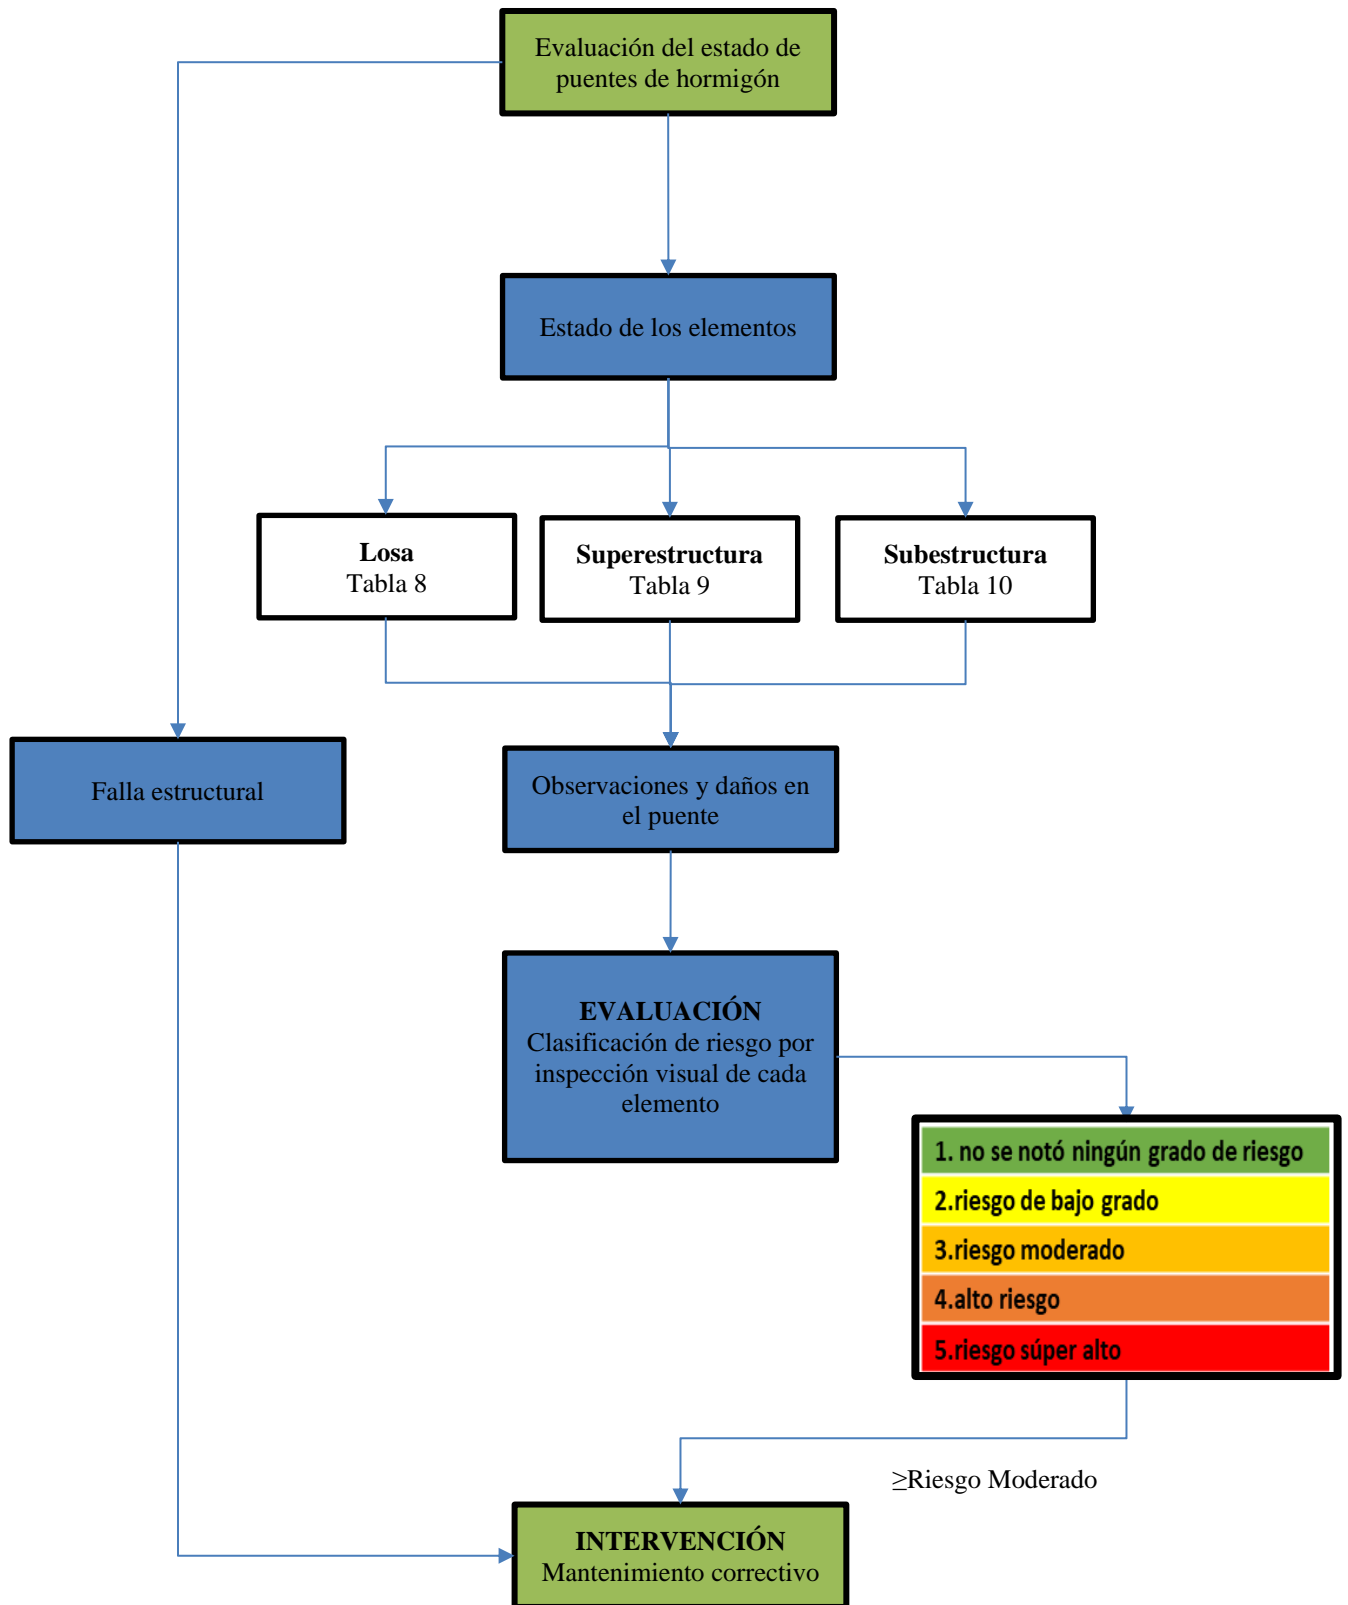 Evaluación del estado de
puentes de hormigón
Estado de los elementos
Losa
Tabla 8
Superestructura
Tabla 9
Subestructura
Tabla 10
Falla estructural
Observaciones y daños en
el puente
EVALUACIÓN
Clasificación de riesgo por
inspección visual de cada
elemento
1. no se notó ningún grado de riesgo
2.riesgo de bajo grado
3.riesgo moderado
4.alto riesgo
5.riesgo súper alto
≥Riesgo Moderado
INTERVENCIÓN
Mantenimiento correctivo